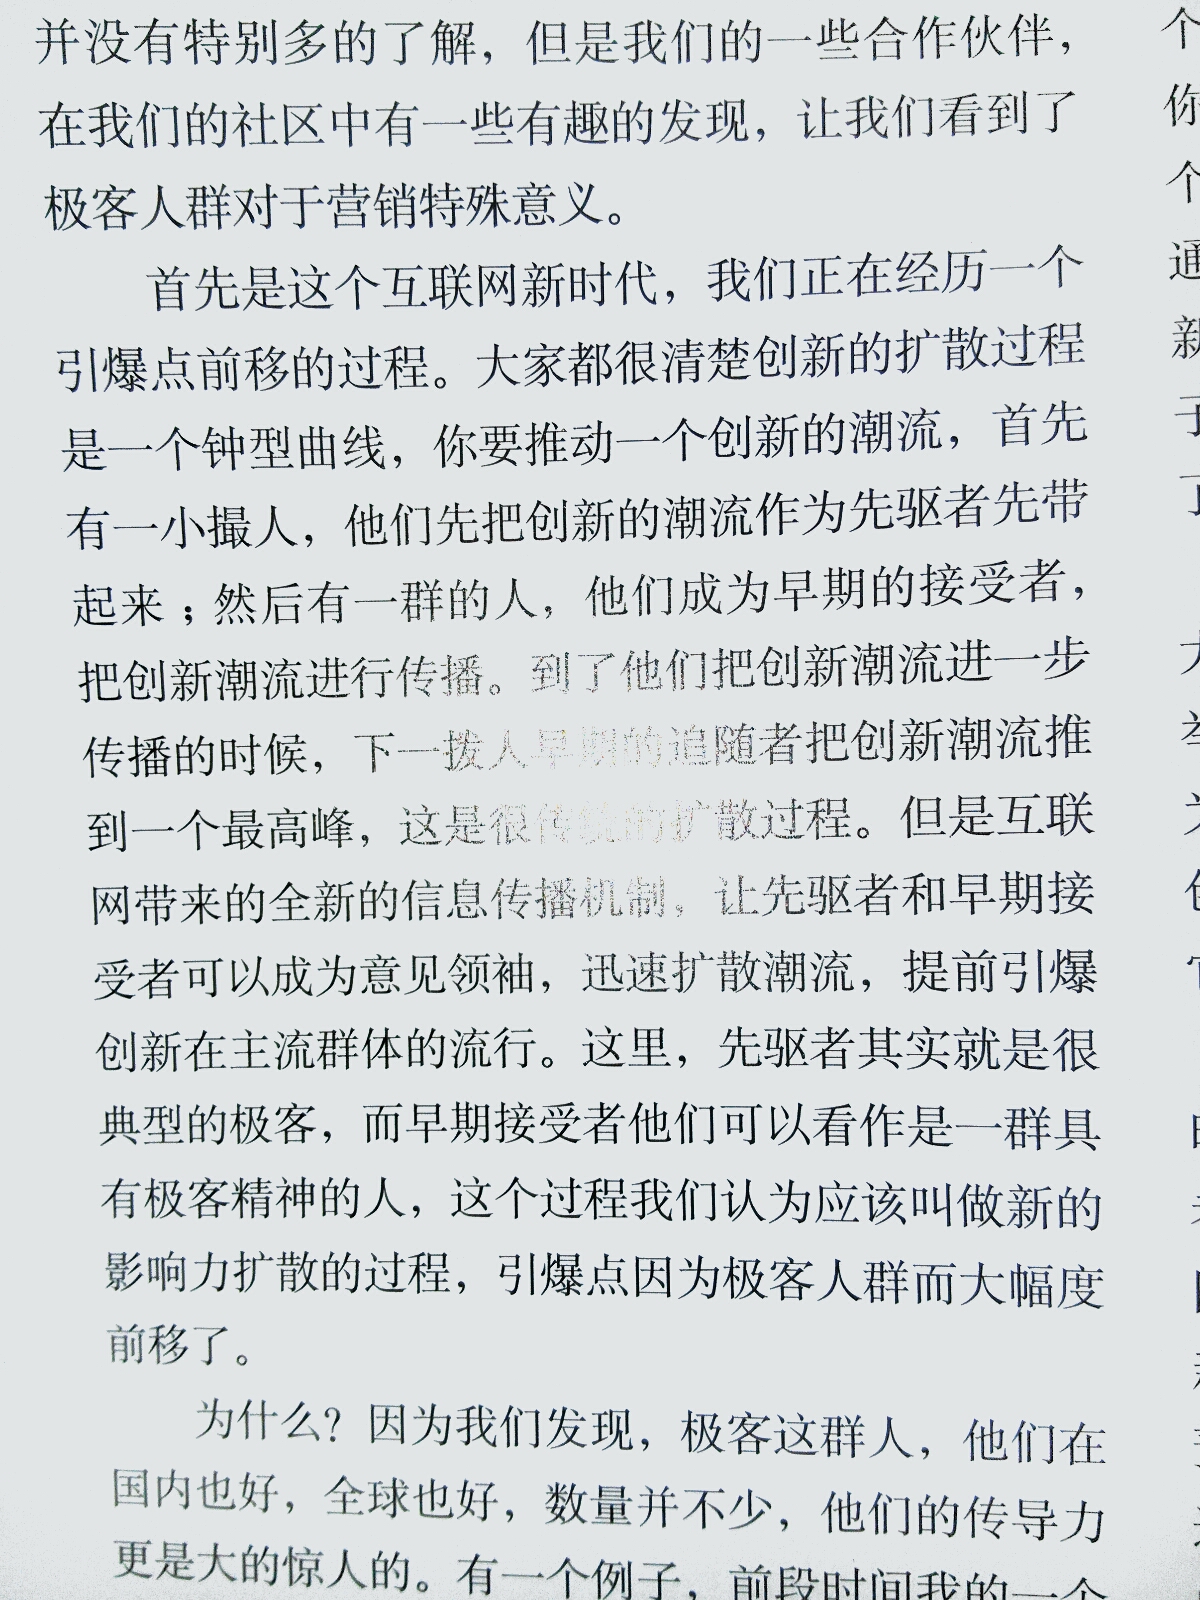 并没有特别多的了解，但是我们的一些合作伙伴，
在我们的社区中有一些有趣的发现，让我们看到了
极客人群对于营销特殊意义。
首先是这个互联网新时代，我们正在经历一个
引爆点前移的过程。大家都很清楚创新的扩散过程
是一个钟型曲线，你要推动一个创新的潮流，首先
有一小撮人，他们先把创新的潮流作为先驱者先带
起来；然后有一群的人，他们成为早期的接受者，
把创新潮流进行传播。到了他们把创新潮流进一步
传播的时候，下一拨人早期的追随者把创新潮流推
到一个最高峰，这是很传统的扩散过程。但是互联
网带来的全新的信息传播机制，让先驱者和早期接
受者可以成为意见领袖，迅速扩散潮流，提前引爆
创新在主流群体的流行。这里，先驱者其实就是很
典型的极客，而早期接受者他们可以看作是一群具
有极客精神的人，这个过程我们认为应该叫做新的
影响力扩散的过程，引爆点因为极客人群而大幅度
前移了。
为什么？因为我们发现，极客这群人，他们在
国内也好，全球也好，数量并不少，他们的传导力
更是大的惊人的。有一个例子，前段时间我的一个
个
你
个
通
新